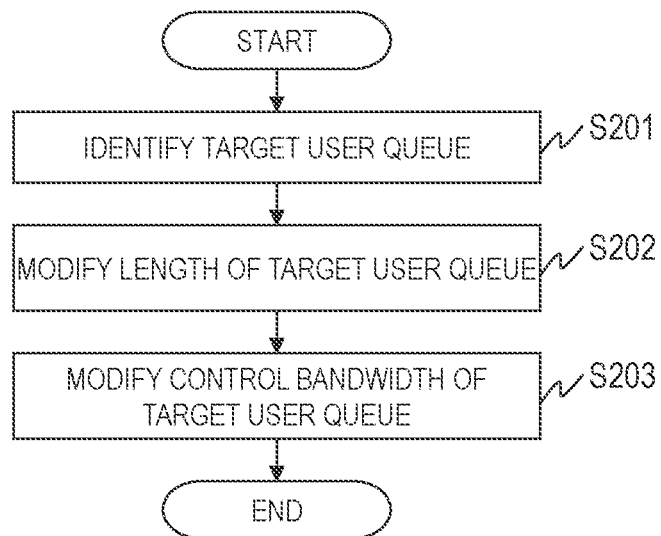 START
IDENTIFY TARGET USER QUEUE
S201
MODIFY LENGTH OF TARGET USER QUEUE
S202
MODIFY CONTROL BANDWIDTH OF
TARGET USER QUEUE
S203
END